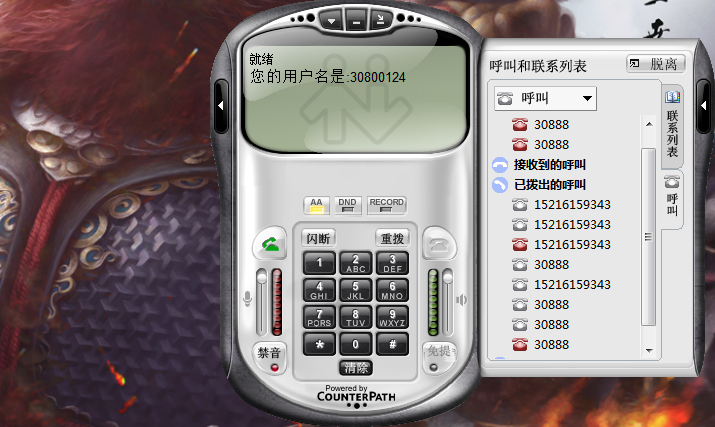 就绪
您的用户名是:30800124
AA
DND
RECORD
闪断
重拨
1
2 ABC
3 DEF
4 GHI
5 JKL
6 MNO
7 PQRS
8 TUV
9 WXYZ
*
0
#
禁音
免提
清除
Powered by
COUNTERPATH
呼叫和联系列表
脱离
呼叫
30888
30888
接收到的呼叫
已拨出的呼叫
15216159343
15216159343
15216159343
30888
15216159343
30888
30888
30888
联系列表
呼叫